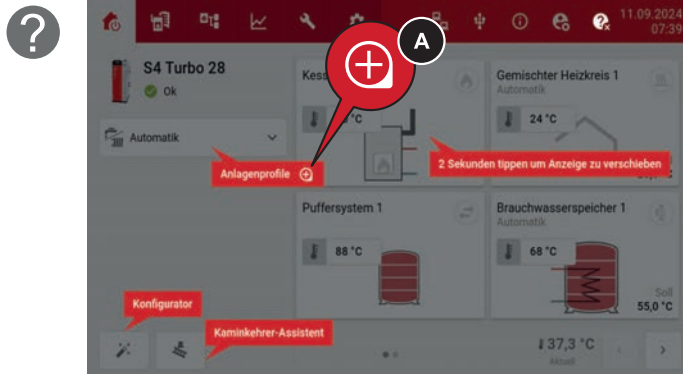 ?
A
11.09.2024
07:39
S4 Turbo 28
Ok
Automatik
Anlagenprofile
Kess
°C
Gemischter Heizkreis 1
Automatik
24 °C
2 Sekunden tippen um Anzeige zu verschieben
°C
Puffersystem 1
88 °C
Brauchwasserspeicher 1
Automatik
68 °C
Soll
55,0 °C
Konfigurator
Kaminkehrer-Assistent
37,3 °C
Aktuell